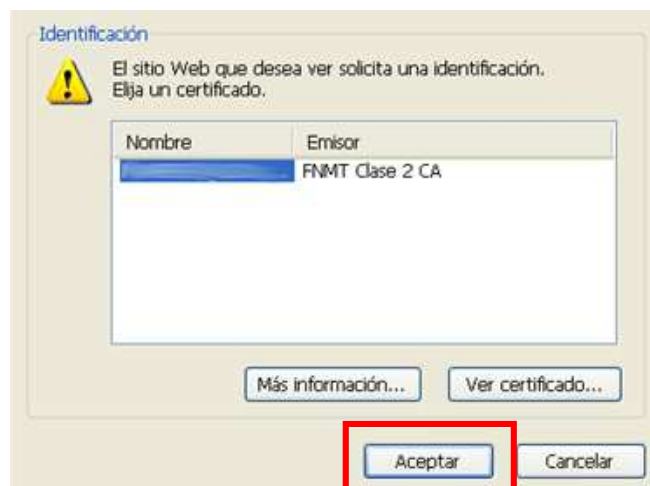 Identificación
El sitio Web que desea ver solicita una identificación.
Elija un certificado.
Nombre Emisor
FNMT Clase 2 CA
Más información... Ver certificado...
Aceptar Cancelar